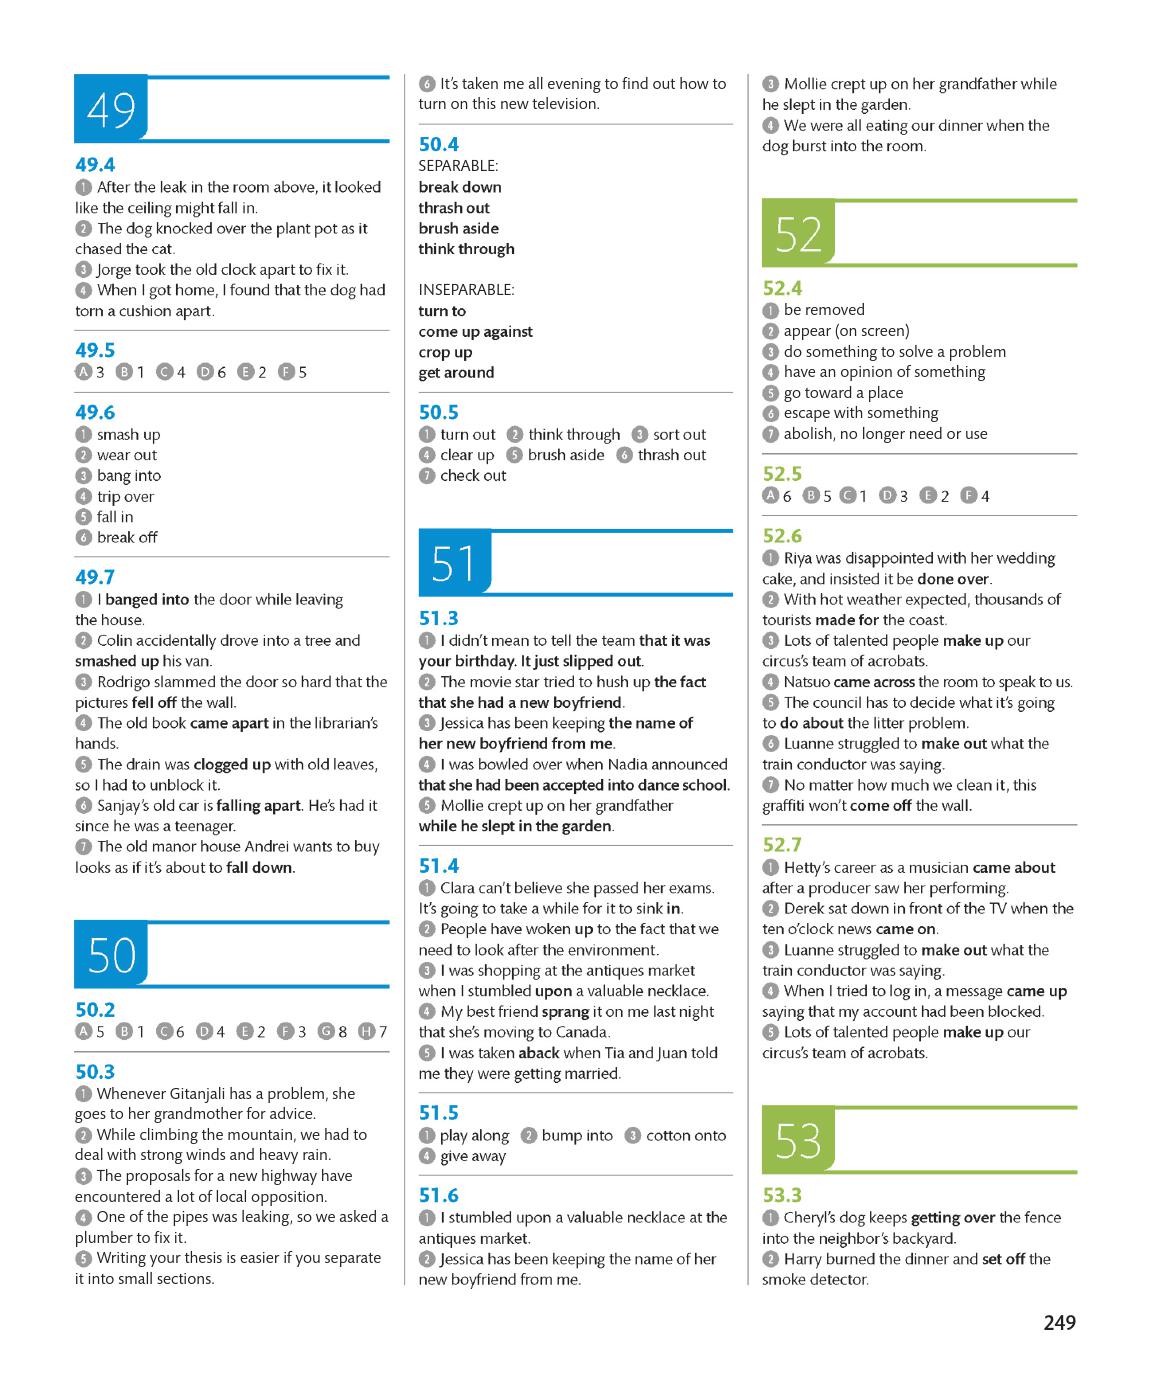 49
49.4
1 After the leak in the room above, it looked
like the ceiling might fall in.
2 The dog knocked over the plant pot as it
chased the cat.
3 Jorge took the old clock apart to fix it.
4 When I got home, I found that the dog had
torn a cushion apart.
49.5
A 3 B 1 C 4 D 6 E 2 F 5
49.6
1 smash up
2 wear out
3 bang into
4 trip over
5 fall in
6 break off
49.7
1 I banged into the door while leaving
the house.
2 Colin accidentally drove into a tree and
smashed up his van.
3 Rodrigo slammed the door so hard that the
pictures fell off the wall.
4 The old book came apart in the librarian's
hands.
5 The drain was clogged up with old leaves,
so I had to unblock it.
6 Sanjay's old car is falling apart. He's had it
since he was a teenager.
7 The old manor house Andrei wants to buy
looks as if it's about to fall down.
50
50.2
A 5 B 1 C 6 D 4 E 2 F 3 G 8 H 7
50.3
1 Whenever Gitanjali has a problem, she
goes to her grandmother for advice.
2 While climbing the mountain, we had to
deal with strong winds and heavy rain.
3 The proposals for a new highway have
encountered a lot of local opposition.
4 One of the pipes was leaking, so we asked a
plumber to fix it.
5 Writing your thesis is easier if you separate
it into small sections.
6 It's taken me all evening to find out how to
turn on this new television.
50.4
SEPARABLE:
break down
thrash out
brush aside
think through
INSEPARABLE:
turn to
come up against
crop up
get around
50.5
1 turn out 2 think through 3 sort out
4 clear up 5 brush aside 6 thrash out
7 check out
51
51.3
1 I didn't mean to tell the team that it was
your birthday. It just slipped out.
2 The movie star tried to hush up the fact
that she had a new boyfriend.
3 Jessica has been keeping the name of
her new boyfriend from me.
4 I was bowled over when Nadia announced
that she had been accepted into dance school.
5 Mollie crept up on her grandfather
while he slept in the garden.
51.4
1 Clara can't believe she passed her exams.
It's going to take a while for it to sink in.
2 People have woken up to the fact that we
need to look after the environment.
3 I was shopping at the antiques market
when I stumbled upon a valuable necklace.
4 My best friend sprang it on me last night
that she's moving to Canada.
5 I was taken aback when Tia and Juan told
me they were getting married.
51.5
1 play along 2 bump into 3 cotton onto
4 give away
51.6
1 I stumbled upon a valuable necklace at the
antiques market.
2 Jessica has been keeping the name of her
new boyfriend from me.
3 Mollie crept up on her grandfather while
he slept in the garden.
4 We were all eating our dinner when the
dog burst into the room.
52
52.4
1 be removed
2 appear (on screen)
3 do something to solve a problem
4 have an opinion of something
5 go toward a place
6 escape with something
7 abolish, no longer need or use
52.5
A 6 B 5 C 1 D 3 E 2 F 4
52.6
1 Riya was disappointed with her wedding
cake, and insisted it be done over.
2 With hot weather expected, thousands of
tourists made for the coast.
3 Lots of talented people make up our
circus's team of acrobats.
4 Natsuo came across the room to speak to us.
5 The council has to decide what it's going
to do about the litter problem.
6 Luanne struggled to make out what the
train conductor was saying.
7 No matter how much we clean it, this
graffiti won't come off the wall.
52.7
1 Hetty's career as a musician came about
after a producer saw her performing.
2 Derek sat down in front of the TV when the
ten o'clock news came on.
3 Luanne struggled to make out what the
train conductor was saying.
4 When I tried to log in, a message came up
saying that my account had been blocked.
5 Lots of talented people make up our
circus's team of acrobats.
53
53.3
1 Cheryl's dog keeps getting over the fence
into the neighbor's backyard.
2 Harry burned the dinner and set off the
smoke detector.
249